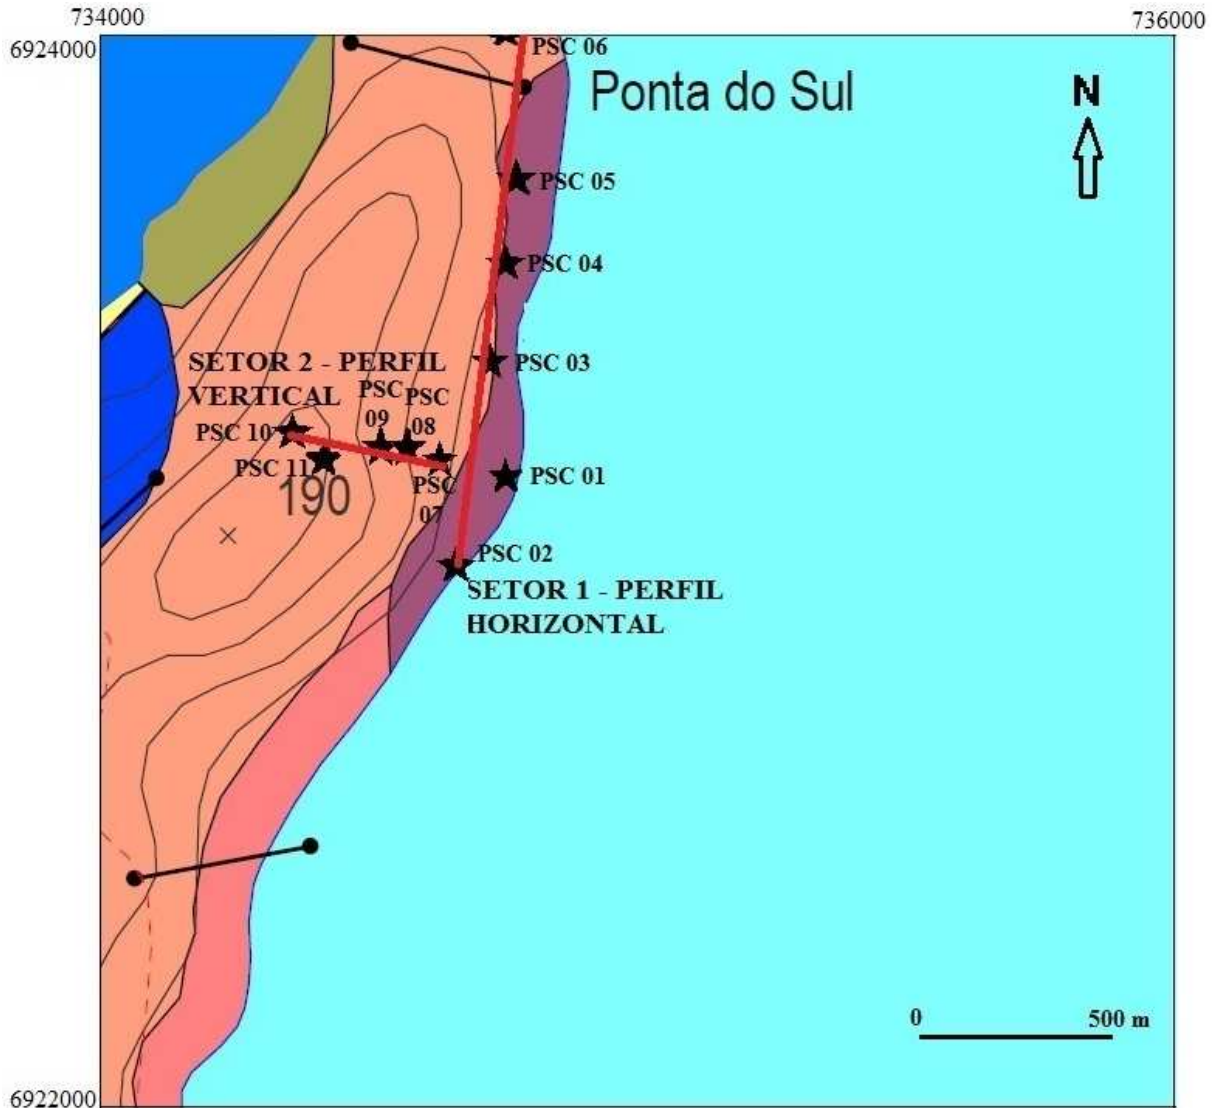 734000
736000
6924000
PSC 06
Ponta do Sul
N
PSC 05
PSC 04
SETOR 2 - PERFIL
VERTICAL
PSC 03
PSC
09
PSC
08
PSC 10
PSC 11
190
PSC
07
PSC 01
PSC 02
SETOR 1 - PERFIL
HORIZONTAL
0
500 m
6922000